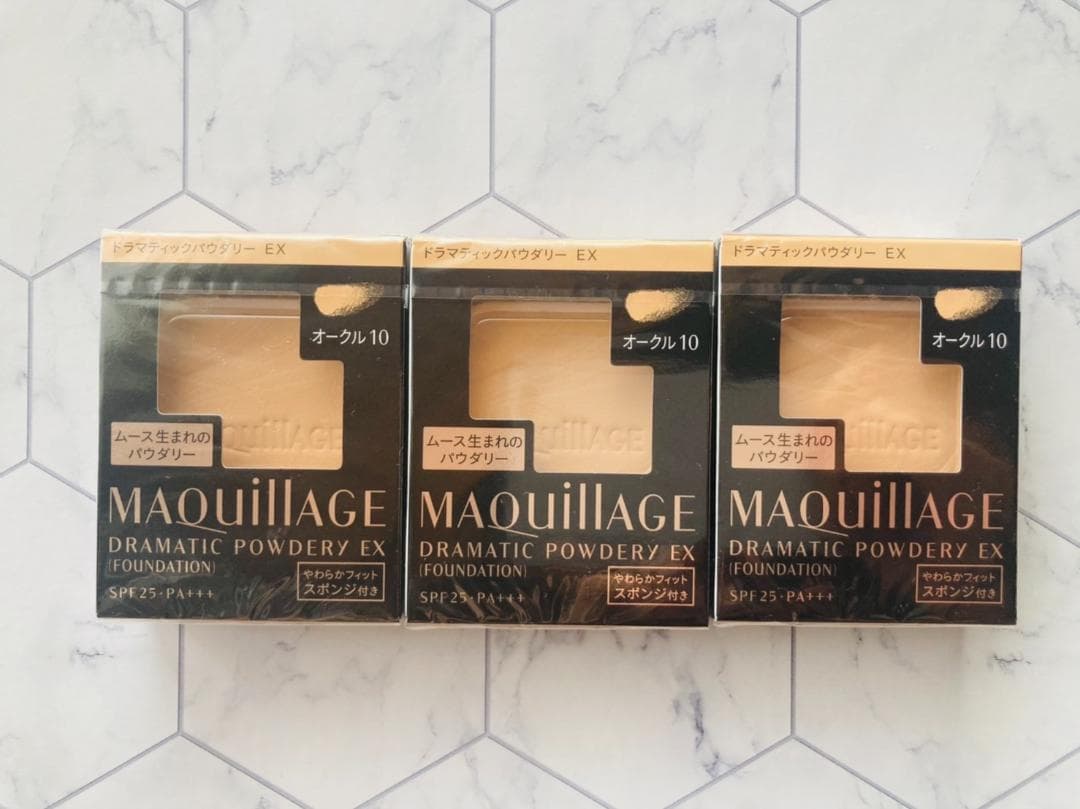 ドラマティックパウダリー EX
オークル10
QuillAGE
ムース生まれの
パウダリー
MAQuillAGE
DRAMATIC POWDERY EX
(FOUNDATION)
やわらかフィット
スポンジ付き
SPF25・PA+++
ドラマティックパウダリー EX
オークル10
uillAGE
ムース生まれの
パウダリー
MAQuillAGE
DRAMATIC POWDERY EX
(FOUNDATION)
やわらかフィット
スポンジ付き
SPF25・PA+++
ドラマティックパウダリー EX
オークル10
uillAGE
ムース生まれの
パウダリー
MAQuillAGE
DRAMATIC POWDERY EX
(FOUNDATION)
やわらかフィット
スポンジ付き
SPF25・PA+++